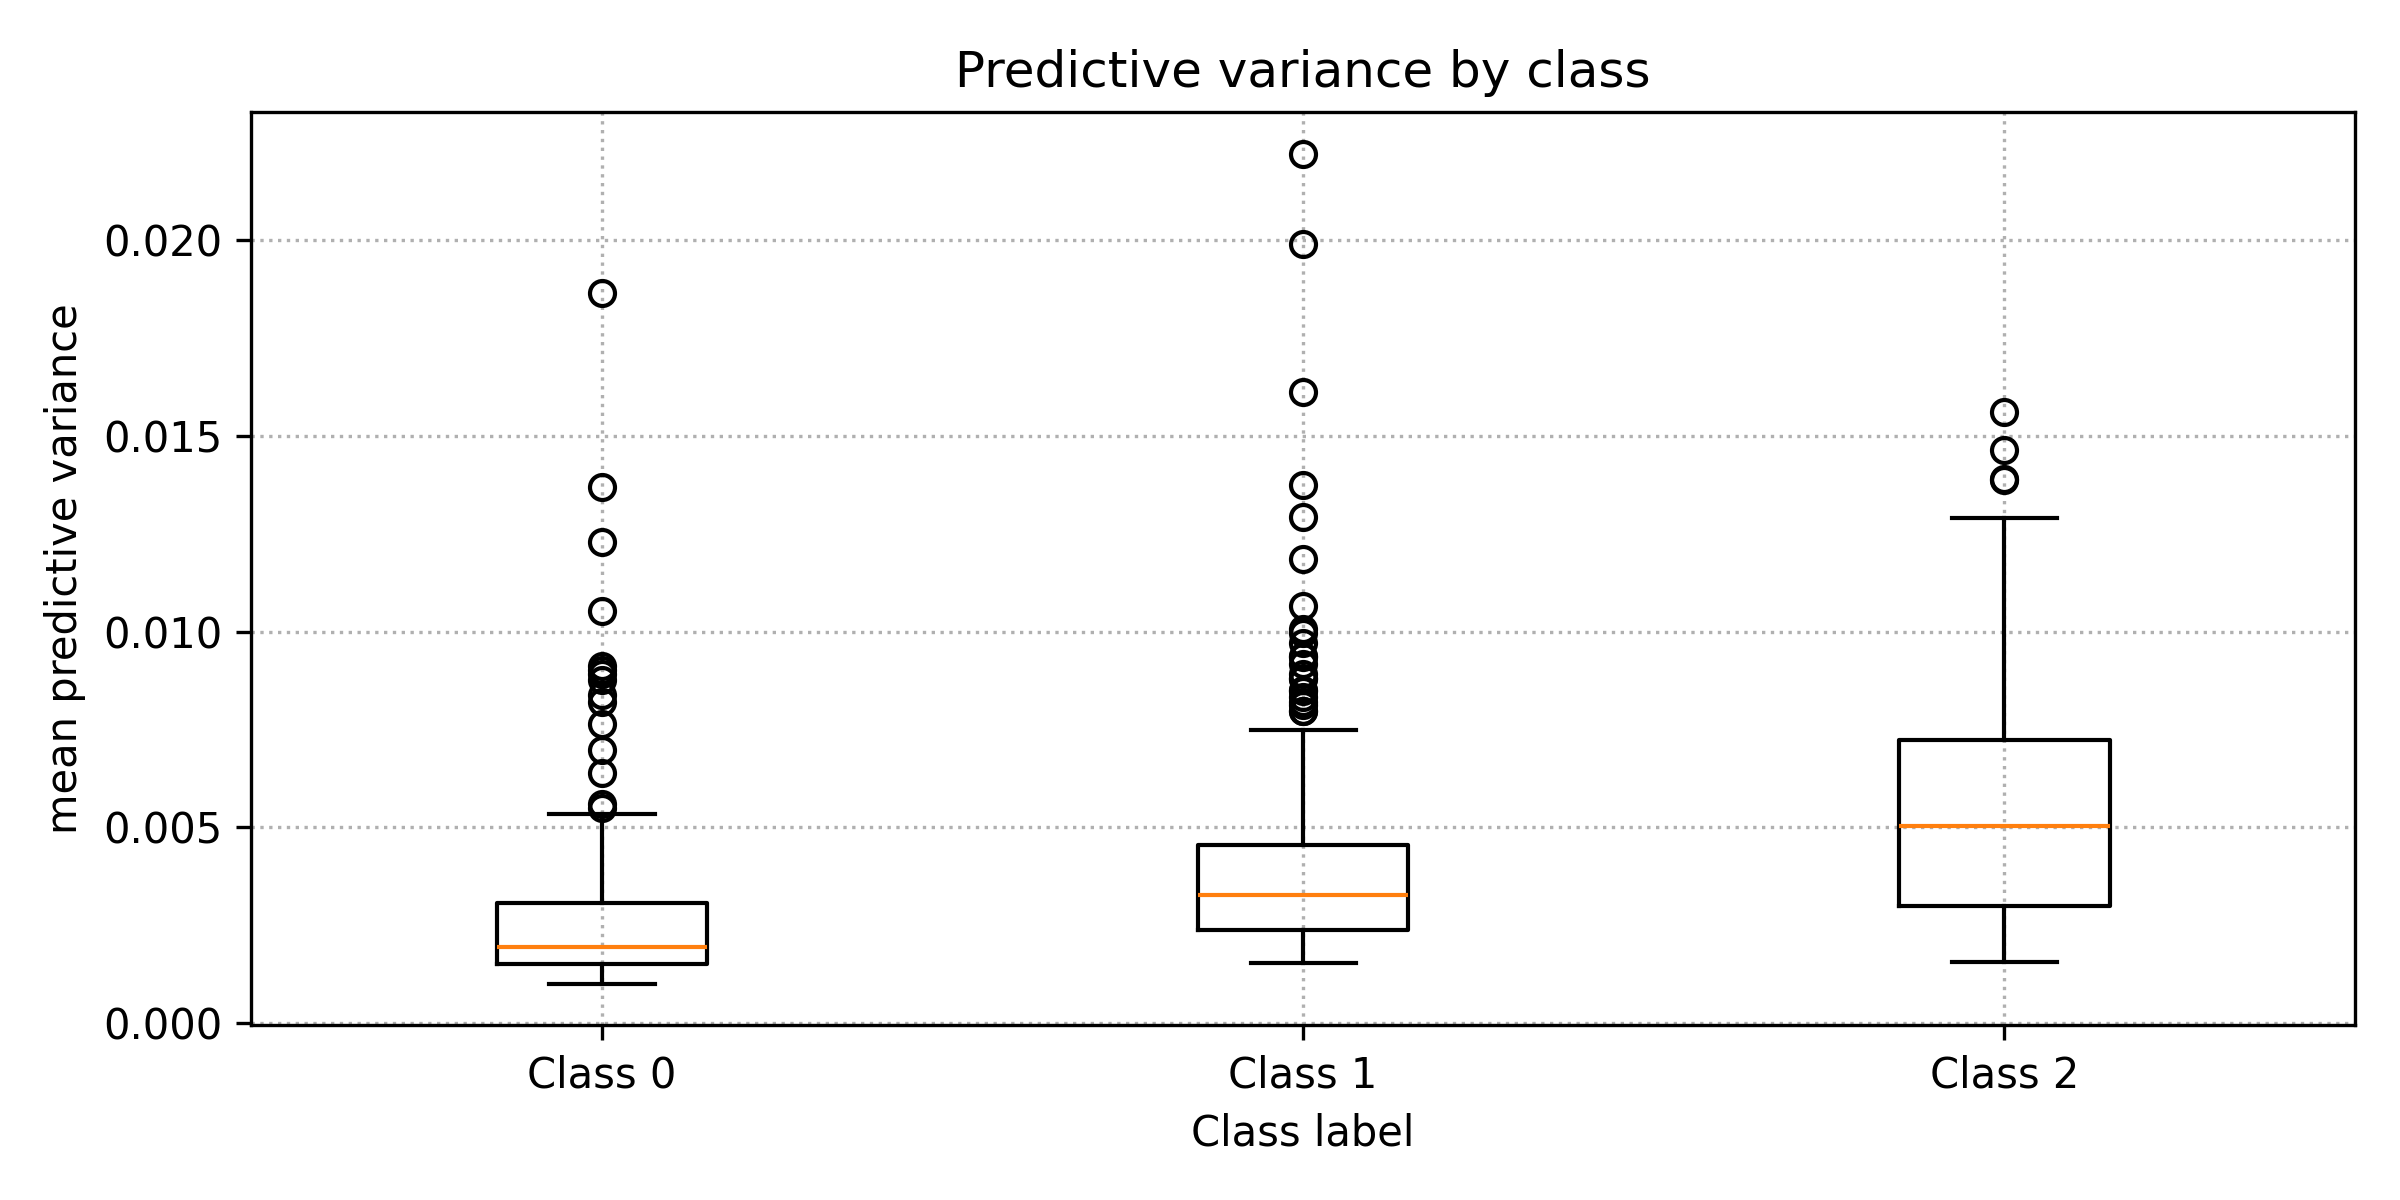 Predictive variance by class
mean predictive variance
0.020
0.015
0.010
0.005
0.000
Class 0
Class 1
Class 2
Class label